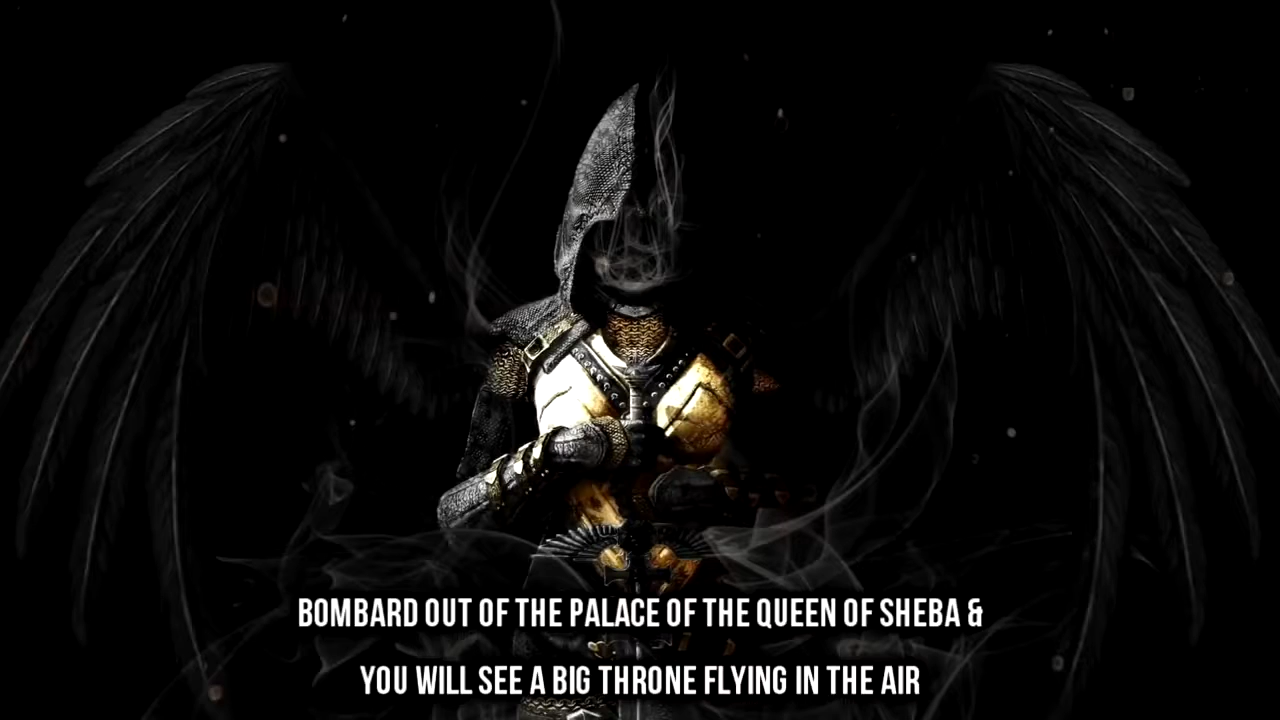 BOMBARD OUT OF THE PALACE OF THE QUEEN OF SHEBA &
YOU WILL SEE A BIG THRONE FLYING IN THE AIR